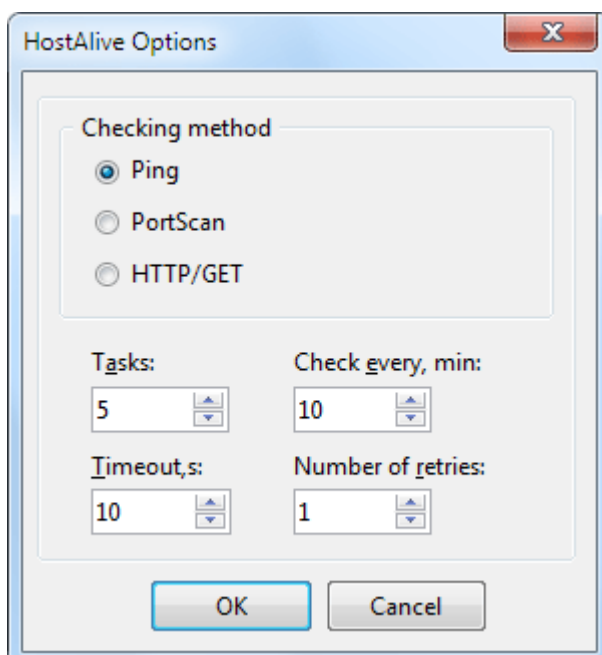 HostAlive Options
Checking method
Ping
PortScan
HTTP/GET
Tasks: Check every, min:
5 10
Timeout,s: Number of retries:
10 1
OK Cancel